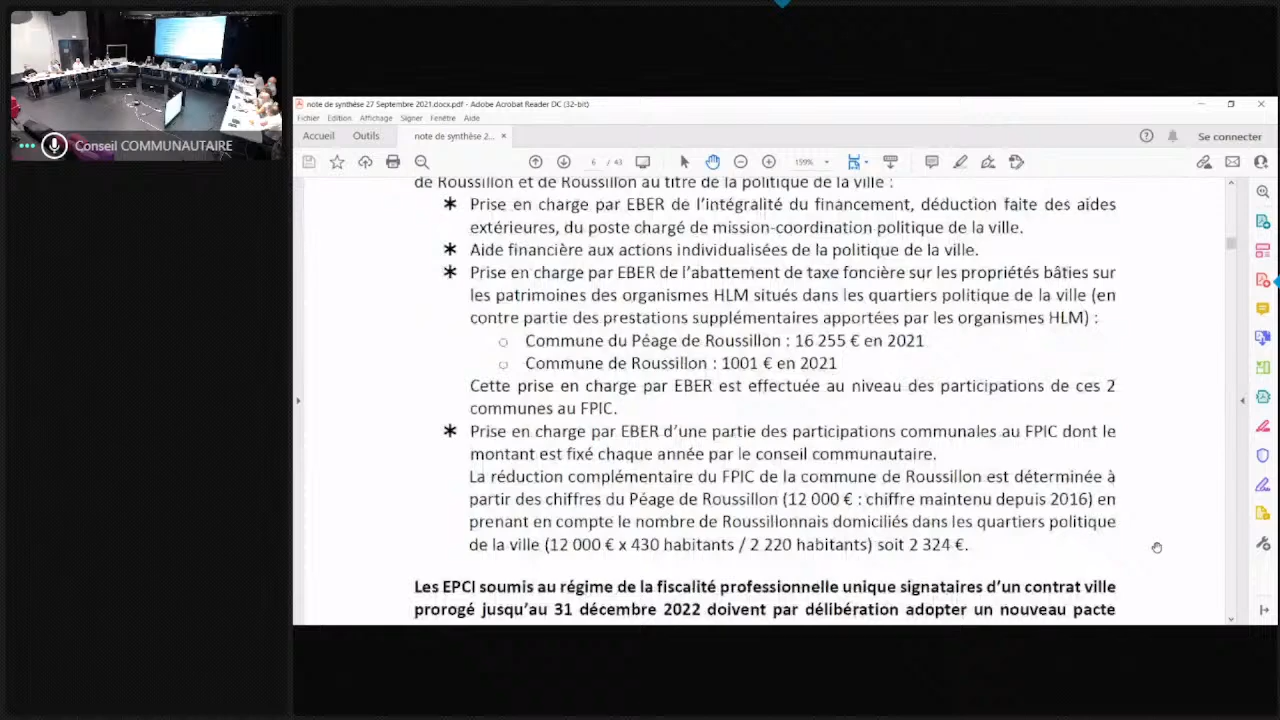 Conseil COMMUNAUTAIRE
note de synthèse 27 Septembre 2021.docx.pdf - Adobe Acrobat Reader DC (32-bit)
Fichier Edition Affichage Signer Fenêtre Aide
Accueil Outils note de synthèse 2... × Se connecter
6 / 43 159%
de Roussillon et de Roussillon au titre de la politique de la ville :
* Prise en charge par EBER de l’intégralité du financement, déduction faite des aides
extérieures, du poste chargé de mission-coordination politique de la ville.
* Aide financière aux actions individualisées de la politique de la ville.
* Prise en charge par EBER de l’abattement de taxe foncière sur les propriétés bâties sur
les patrimoines des organismes HLM situés dans les quartiers politique de la ville (en
contre partie des prestations supplémentaires apportées par les organismes HLM) :
○ Commune du Péage de Roussillon : 16 255 € en 2021
○ Commune de Roussillon : 1001 € en 2021
Cette prise en charge par EBER est effectuée au niveau des participations de ces 2
communes au FPIC.
* Prise en charge par EBER d’une partie des participations communales au FPIC dont le
montant est fixé chaque année par le conseil communautaire.
La réduction complémentaire du FPIC de la commune de Roussillon est déterminée à
partir des chiffres du Péage de Roussillon (12 000 € : chiffre maintenu depuis 2016) en
prenant en compte le nombre de Roussillonnais domiciliés dans les quartiers politique
de la ville (12 000 € x 430 habitants / 2 220 habitants) soit 2 324 €.
Les EPCI soumis au régime de la fiscalité professionnelle unique signataires d’un contrat ville
prorogé jusqu’au 31 décembre 2022 doivent par délibération adopter un nouveau pacte